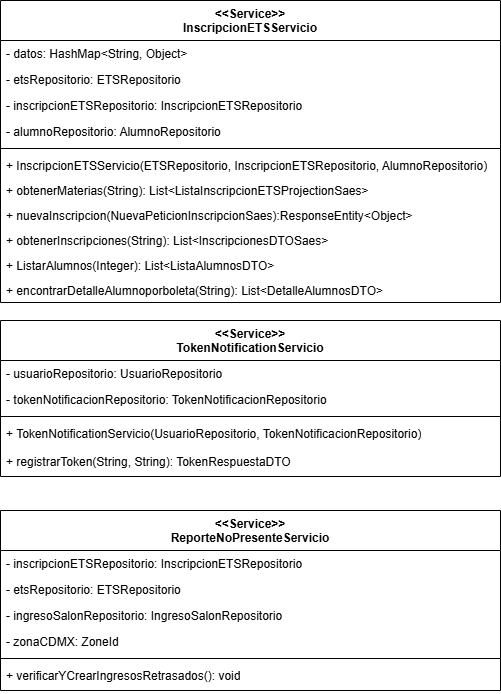 <<Service>>
InscripcionETSServicio
- datos: HashMap<String, Object>
- etsRepositorio: ETSRepositorio
- inscripcionETSRepositorio: InscripcionETSRepositorio
- alumnoRepositorio: AlumnoRepositorio
+ InscripcionETSServicio(ETSRepositorio, InscripcionETSRepositorio, AlumnoRepositorio)
+ obtenerMaterias(String): List<ListaInscripcionETSProjectionSaes>
+ nuevaInscripcion(NuevaPeticionInscripcionSaes):ResponseEntity<Object>
+ obtenerInscripciones(String): List<InscripcionesDTOSaes>
+ ListarAlumnos(Integer): List<ListaAlumnosDTO>
+ encontrarDetalleAlumnoporboleta(String): List<DetalleAlumnosDTO>
<<Service>>
TokenNotificationServicio
- usuarioRepositorio: UsuarioRepositorio
- tokenNotificacionRepositorio: TokenNotificacionRepositorio
+ TokenNotificationServicio(UsuarioRepositorio, TokenNotificacionRepositorio)
+ registrarToken(String, String): TokenRespuestaDTO
<<Service>>
ReporteNoPresenteServicio
- inscripcionETSRepositorio: InscripcionETSRepositorio
- etsRepositorio: ETSRepositorio
- ingresoSalonRepositorio: IngresoSalonRepositorio
- zonaCDMX: ZoneId
+ verificarYCrearIngresosRetrasados(): void